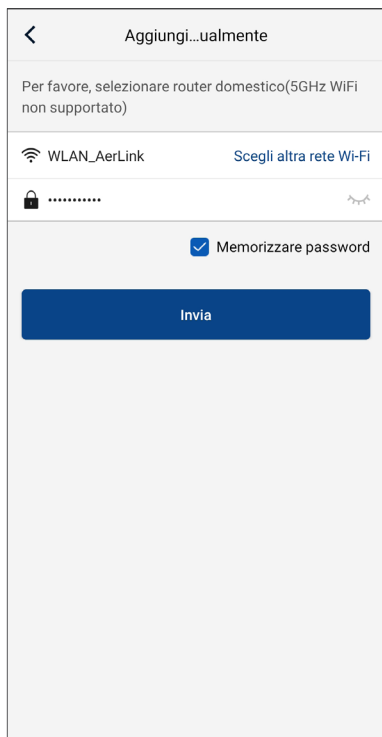 Aggiungi...ualmente
Per favore, selezionare router domestico(5GHz WiFi
non supportato)
WLAN_AerLink Scegli altra rete Wi-Fi
•••••••••••
Memorizzare password
Invia